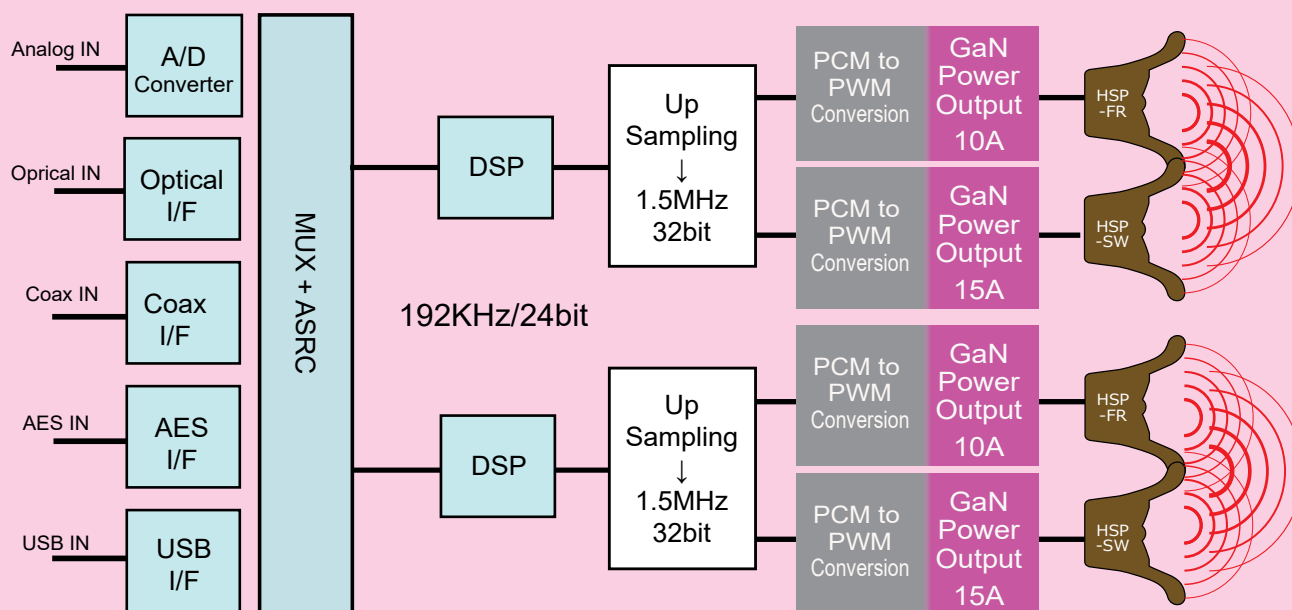 Analog IN
A/D
Converter
Oprical IN
Optical
I/F
Coax IN
Coax
I/F
AES IN
AES
I/F
USB IN
USB
I/F
MUX + ASRC
192KHz/24bit
DSP
Up
Sampling
↓
1.5MHz
32bit
PCM to
PWM
Conversion
GaN
Power
Output
10A
HSP
-FR
PCM to
PWM
Conversion
GaN
Power
Output
15A
HSP
-SW
DSP
Up
Sampling
↓
1.5MHz
32bit
PCM to
PWM
Conversion
GaN
Power
Output
10A
HSP
-FR
PCM to
PWM
Conversion
GaN
Power
Output
15A
HSP
-SW